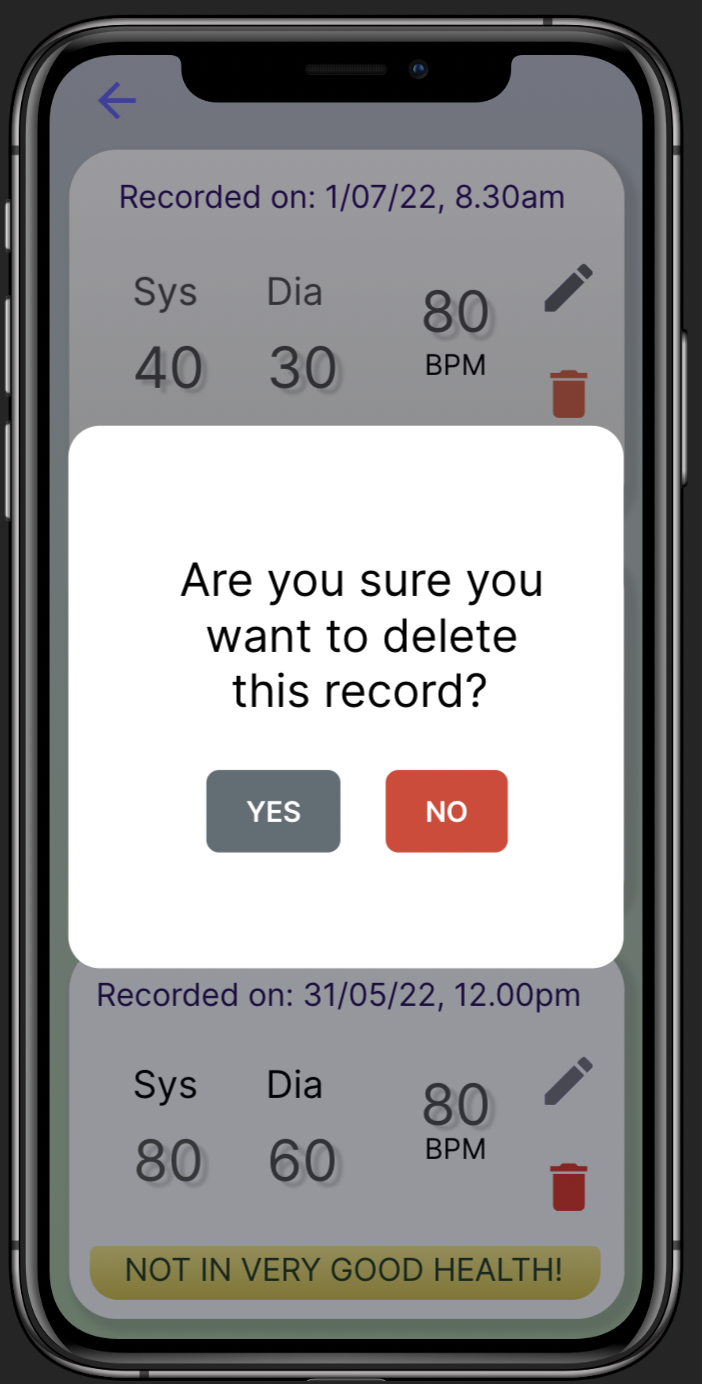 Recorded on: 1/07/22, 8.30am
Sys Dia 80
40 30 BPM
Are you sure you
want to delete
this record?
YES NO
Recorded on: 31/05/22, 12.00pm
Sys Dia 80
80 60 BPM
NOT IN VERY GOOD HEALTH!